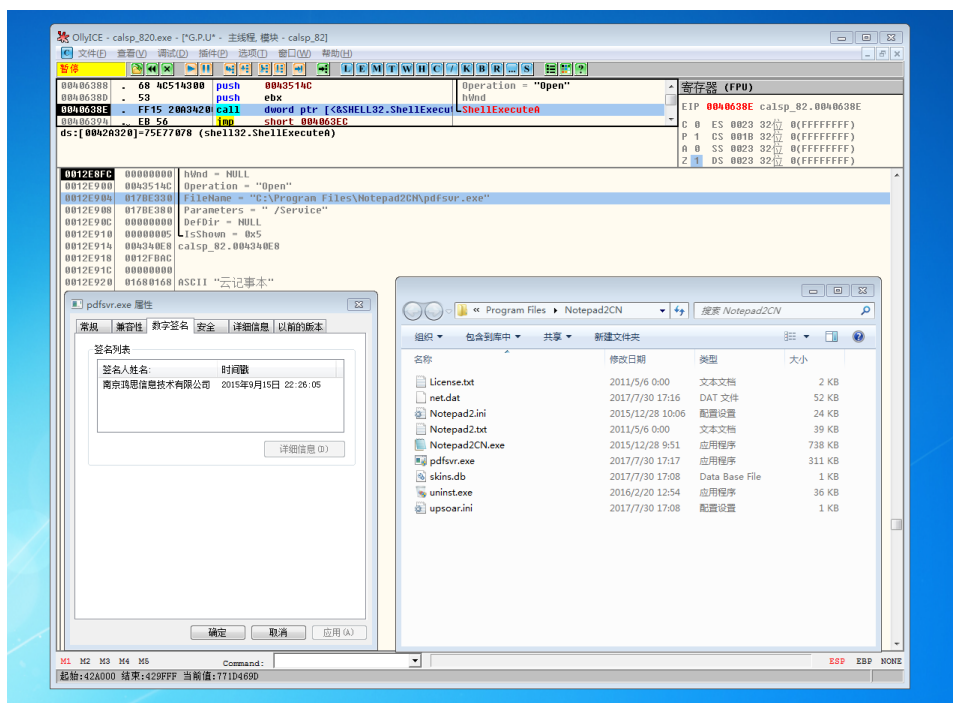 OllyICE - calsp_820.exe - [*G.P.U* - 主线程, 模块 - calsp_82]
文件(F) 查看(V) 调试(D) 插件(P) 选项(T) 窗口(W) 帮助(H)
暂停 L E M T W H C / K B R ... S ?
00406388 . 68 4C514300 push 0043514C Operation = "Open"
0040638D . 53 push ebx hWnd
0040638E . FF15 20A3420 call dword ptr [<&SHELL32.ShellExecut ShellExecuteA
00406394 .. EB 56 jmp short 004063EC
ds:[0042A320]=75E77078 (shell32.ShellExecuteA)
寄存器 (FPU)
EIP 0040638E calsp_82.0040638E
C 0 ES 0023 32位 0(FFFFFFFF)
P 1 CS 001B 32位 0(FFFFFFFF)
A 0 SS 0023 32位 0(FFFFFFFF)
Z 1 DS 0023 32位 0(FFFFFFFF)
0012E8FC 00000000 hWnd = NULL
0012E900 0043514C Operation = "Open"
0012E904 017BE330 FileName = "C:\Program Files\Notepad2CN\pdfsvr.exe"
0012E908 017BE380 Parameters = " /Service"
0012E90C 00000000 DefDir = NULL
0012E910 00000005 IsShown = 0x5
0012E914 004340E8 calsp_82.004340E8
0012E918 0012FBAC
0012E91C 00000000
0012E920 01680168 ASCII "云记事本"
pdfsvr.exe 属性
常规 兼容性 数字签名 安全 详细信息 以前的版本
签名列表
签名人姓名: 时间戳
南京鸿思信息技术有限公司 2015年9月15日 22:26:05
详细信息(D)
确定 取消 应用(A)
« Program Files Notepad2CN 搜索 Notepad2CN
组织 包含到库中 共享 新建文件夹
名称 修改日期 类型 大小
License.txt 2011/5/6 0:00 文本文档 2 KB
net.dat 2017/7/30 17:16 DAT 文件 52 KB
Notepad2.ini 2015/12/28 10:06 配置设置 24 KB
Notepad2.txt 2011/5/6 0:00 文本文档 39 KB
Notepad2CN.exe 2015/12/28 9:51 应用程序 738 KB
pdfsvr.exe 2017/7/30 17:17 应用程序 311 KB
skins.db 2017/7/30 17:08 Data Base File 1 KB
uninst.exe 2016/2/20 12:54 应用程序 36 KB
upsoar.ini 2017/7/30 17:08 配置设置 1 KB
M1 M2 M3 M4 M5 Command: ESP EBP NONE
起始:42A000 结束:429FFF 当前值:771D469D